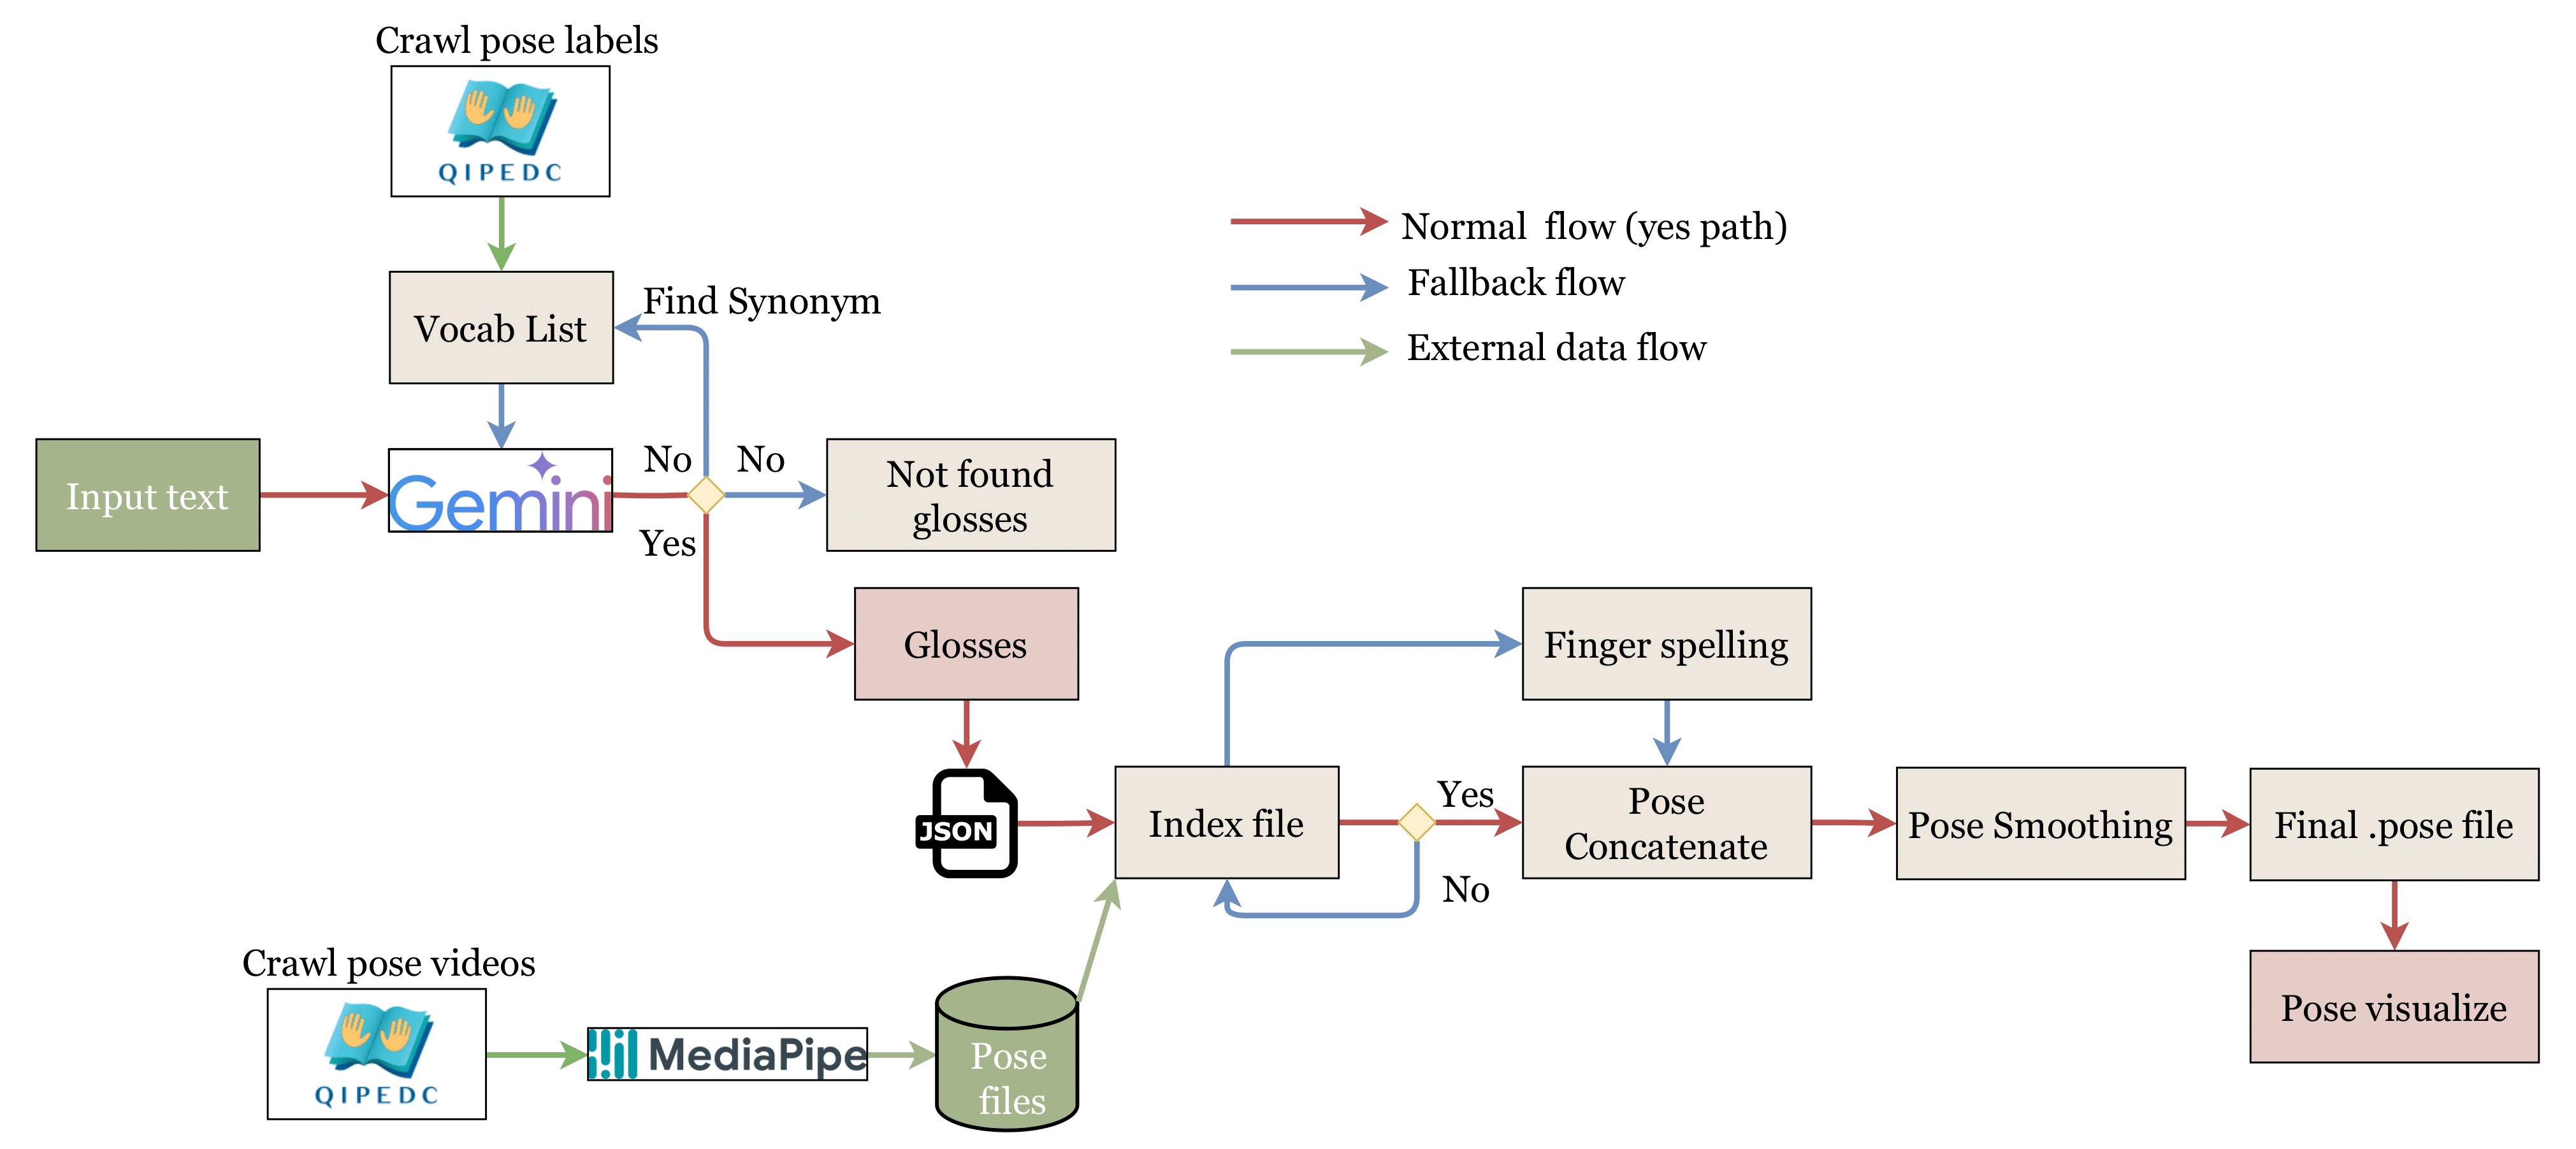 Crawl pose labels
QIPEDC
Normal flow (yes path)
Fallback flow
External data flow
Find Synonym
Vocab List
Input text
Gemini
No
No
Yes
Not found
glosses
Glosses
Finger spelling
JSON
Index file
Yes
No
Pose
Concatenate
Pose Smoothing
Final .pose file
Pose visualize
Crawl pose videos
QIPEDC
MediaPipe
Pose
files